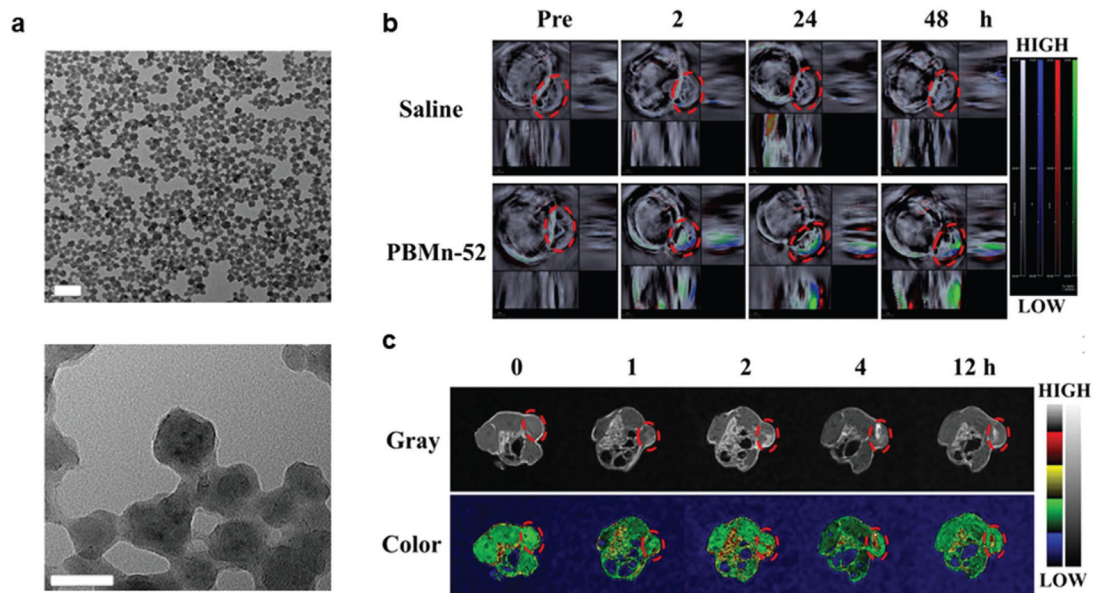 a
b
Pre 2 24 48 h
Saline
PBMn-52
HIGH
LOW
c
0 1 2 4 12 h
Gray
Color
HIGH
LOW